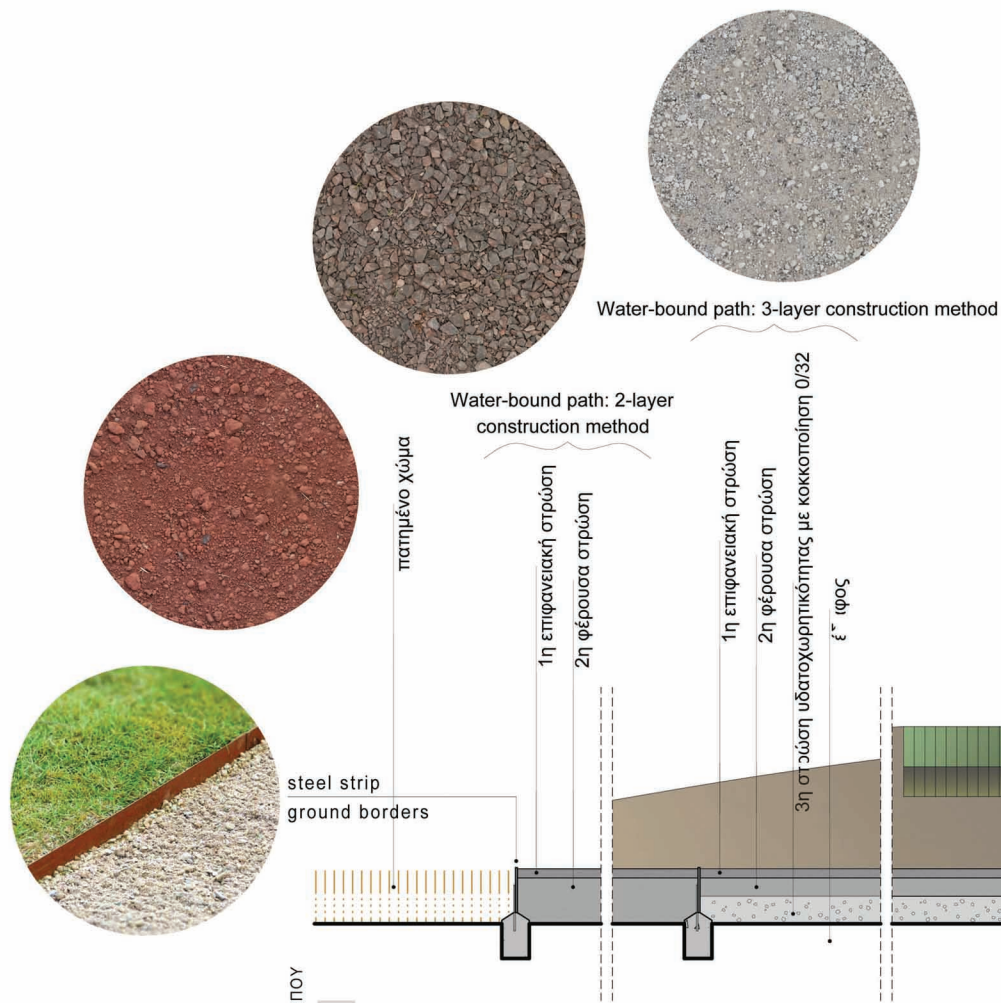 Water-bound path: 3-layer construction method
Water-bound path: 2-layer
construction method
πατημένο χώμα
1η επιφανειακή στρώση
2η φέρουσα στρώση
1η επιφανειακή στρώση
2η φέρουσα στρώση
3η στρώση υδατοχωρητικότητας με κοκκοποίηση 0/32
steel strip
ground borders
ΠΟΥ